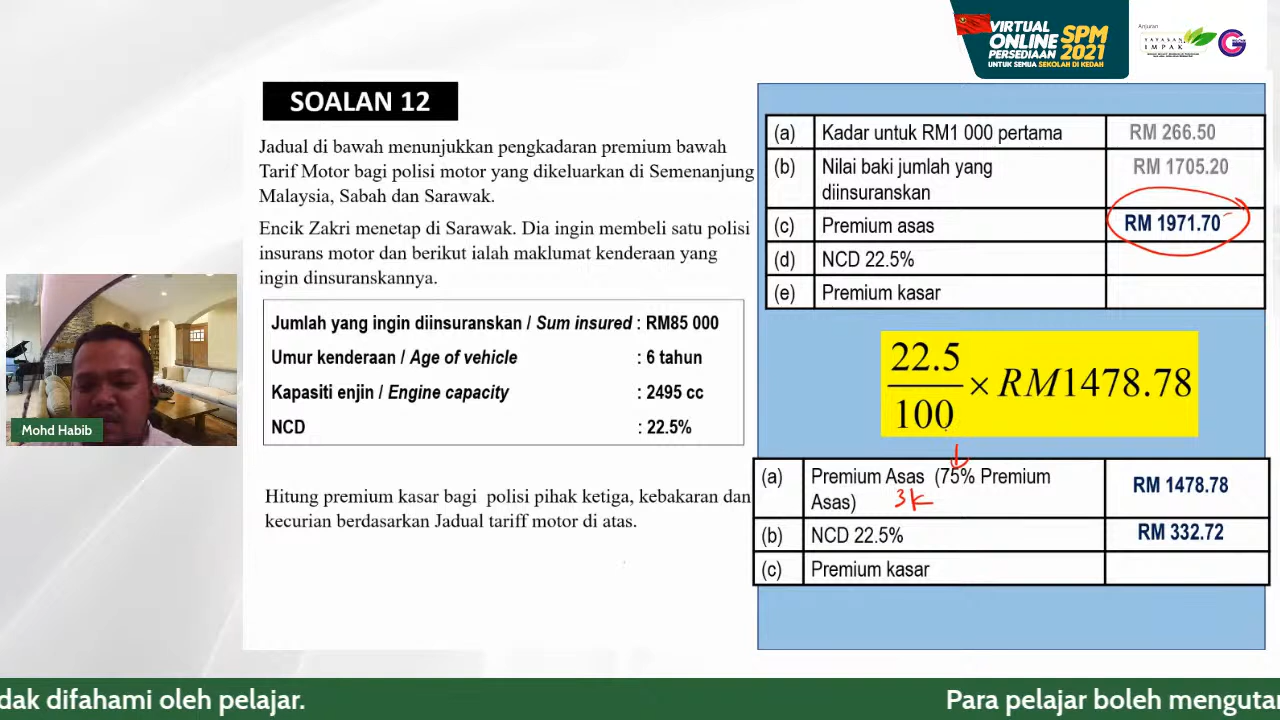 VIRTUAL
ONLINE
PERSEDIAAN
SPM
2021
UNTUK SEMUA SEKOLAH DI KEDAH
Anjuran
YAYASAN
IMPAK
SOALAN 12
Jadual di bawah menunjukkan pengkadaran premium bawah
Tarif Motor bagi polisi motor yang dikeluarkan di Semenanjung
Malaysia, Sabah dan Sarawak.
Encik Zakri menetap di Sarawak. Dia ingin membeli satu polisi
insurans motor dan berikut ialah maklumat kenderaan yang
ingin dinsuranskannya.
Jumlah yang ingin diinsuranskan / Sum insured : RM85 000
Umur kenderaan / Age of vehicle : 6 tahun
Kapasiti enjin / Engine capacity : 2495 cc
NCD : 22.5%
Hitung premium kasar bagi polisi pihak ketiga, kebakaran dan
kecurian berdasarkan Jadual tariff motor di atas.
(a) Kadar untuk RM1 000 pertama RM 266.50
(b) Nilai baki jumlah yang RM 1705.20
diinsuranskan
(c) Premium asas RM 1971.70
(d) NCD 22.5%
(e) Premium kasar
22.5
100
× RM1478.78
(a) Premium Asas (75% Premium RM 1478.78
Asas) 3K
(b) NCD 22.5% RM 332.72
(c) Premium kasar
Mohd Habib
dak difahami oleh pelajar.
Para pelajar boleh mengutar